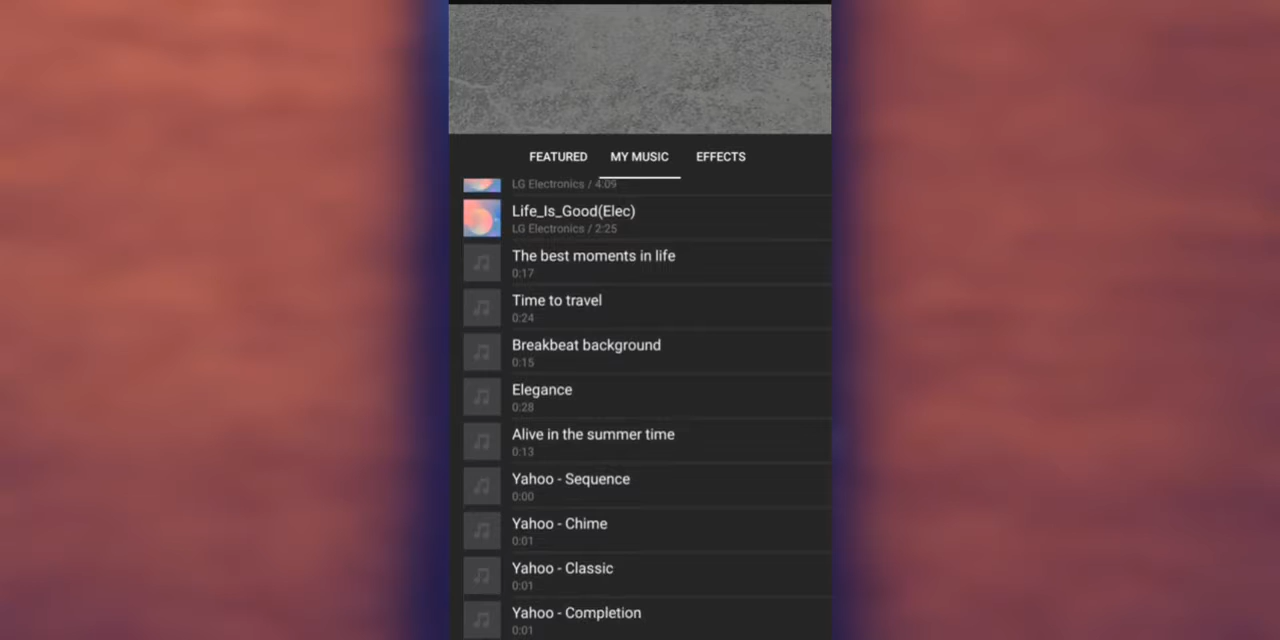 FEATURED MY MUSIC EFFECTS
LG Electronics / 4:09
Life_Is_Good(Elec)
LG Electronics / 2:25
The best moments in life
0:17
Time to travel
0:24
Breakbeat background
0:15
Elegance
0:28
Alive in the summer time
0:13
Yahoo - Sequence
0:00
Yahoo - Chime
0:01
Yahoo - Classic
0:01
Yahoo - Completion
0:01